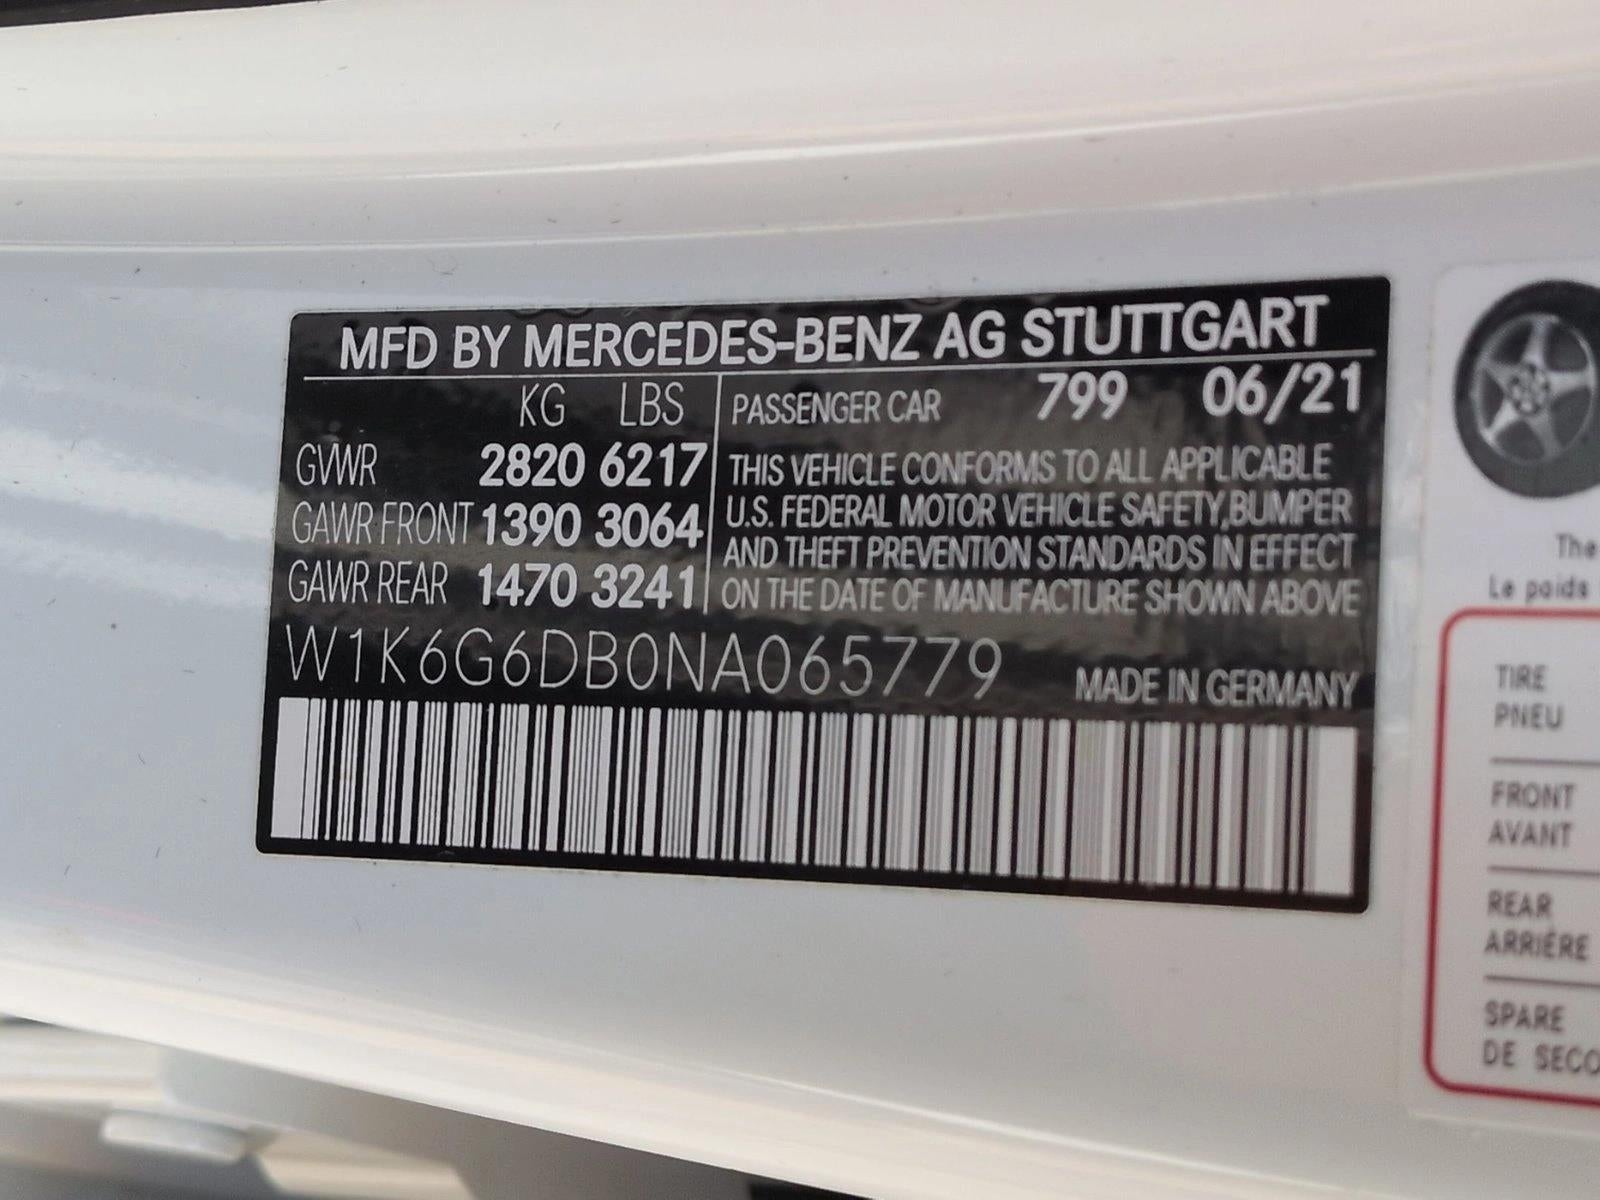 MFD BY MERCEDES-BENZ AG STUTTGART
KG LBS
PASSENGER CAR 799 06/21
GVWR 2820 6217
GAWR FRONT 1390 3064
GAWR REAR 1470 3241
THIS VEHICLE CONFORMS TO ALL APPLICABLE
U.S. FEDERAL MOTOR VEHICLE SAFETY,BUMPER
AND THEFT PREVENTION STANDARDS IN EFFECT
ON THE DATE OF MANUFACTURE SHOWN ABOVE
W1K6G6DB0NA065779
MADE IN GERMANY
The
Le poids
TIRE
PNEU
FRONT
AVANT
REAR
ARRIÈRE
SPARE
DE SECO